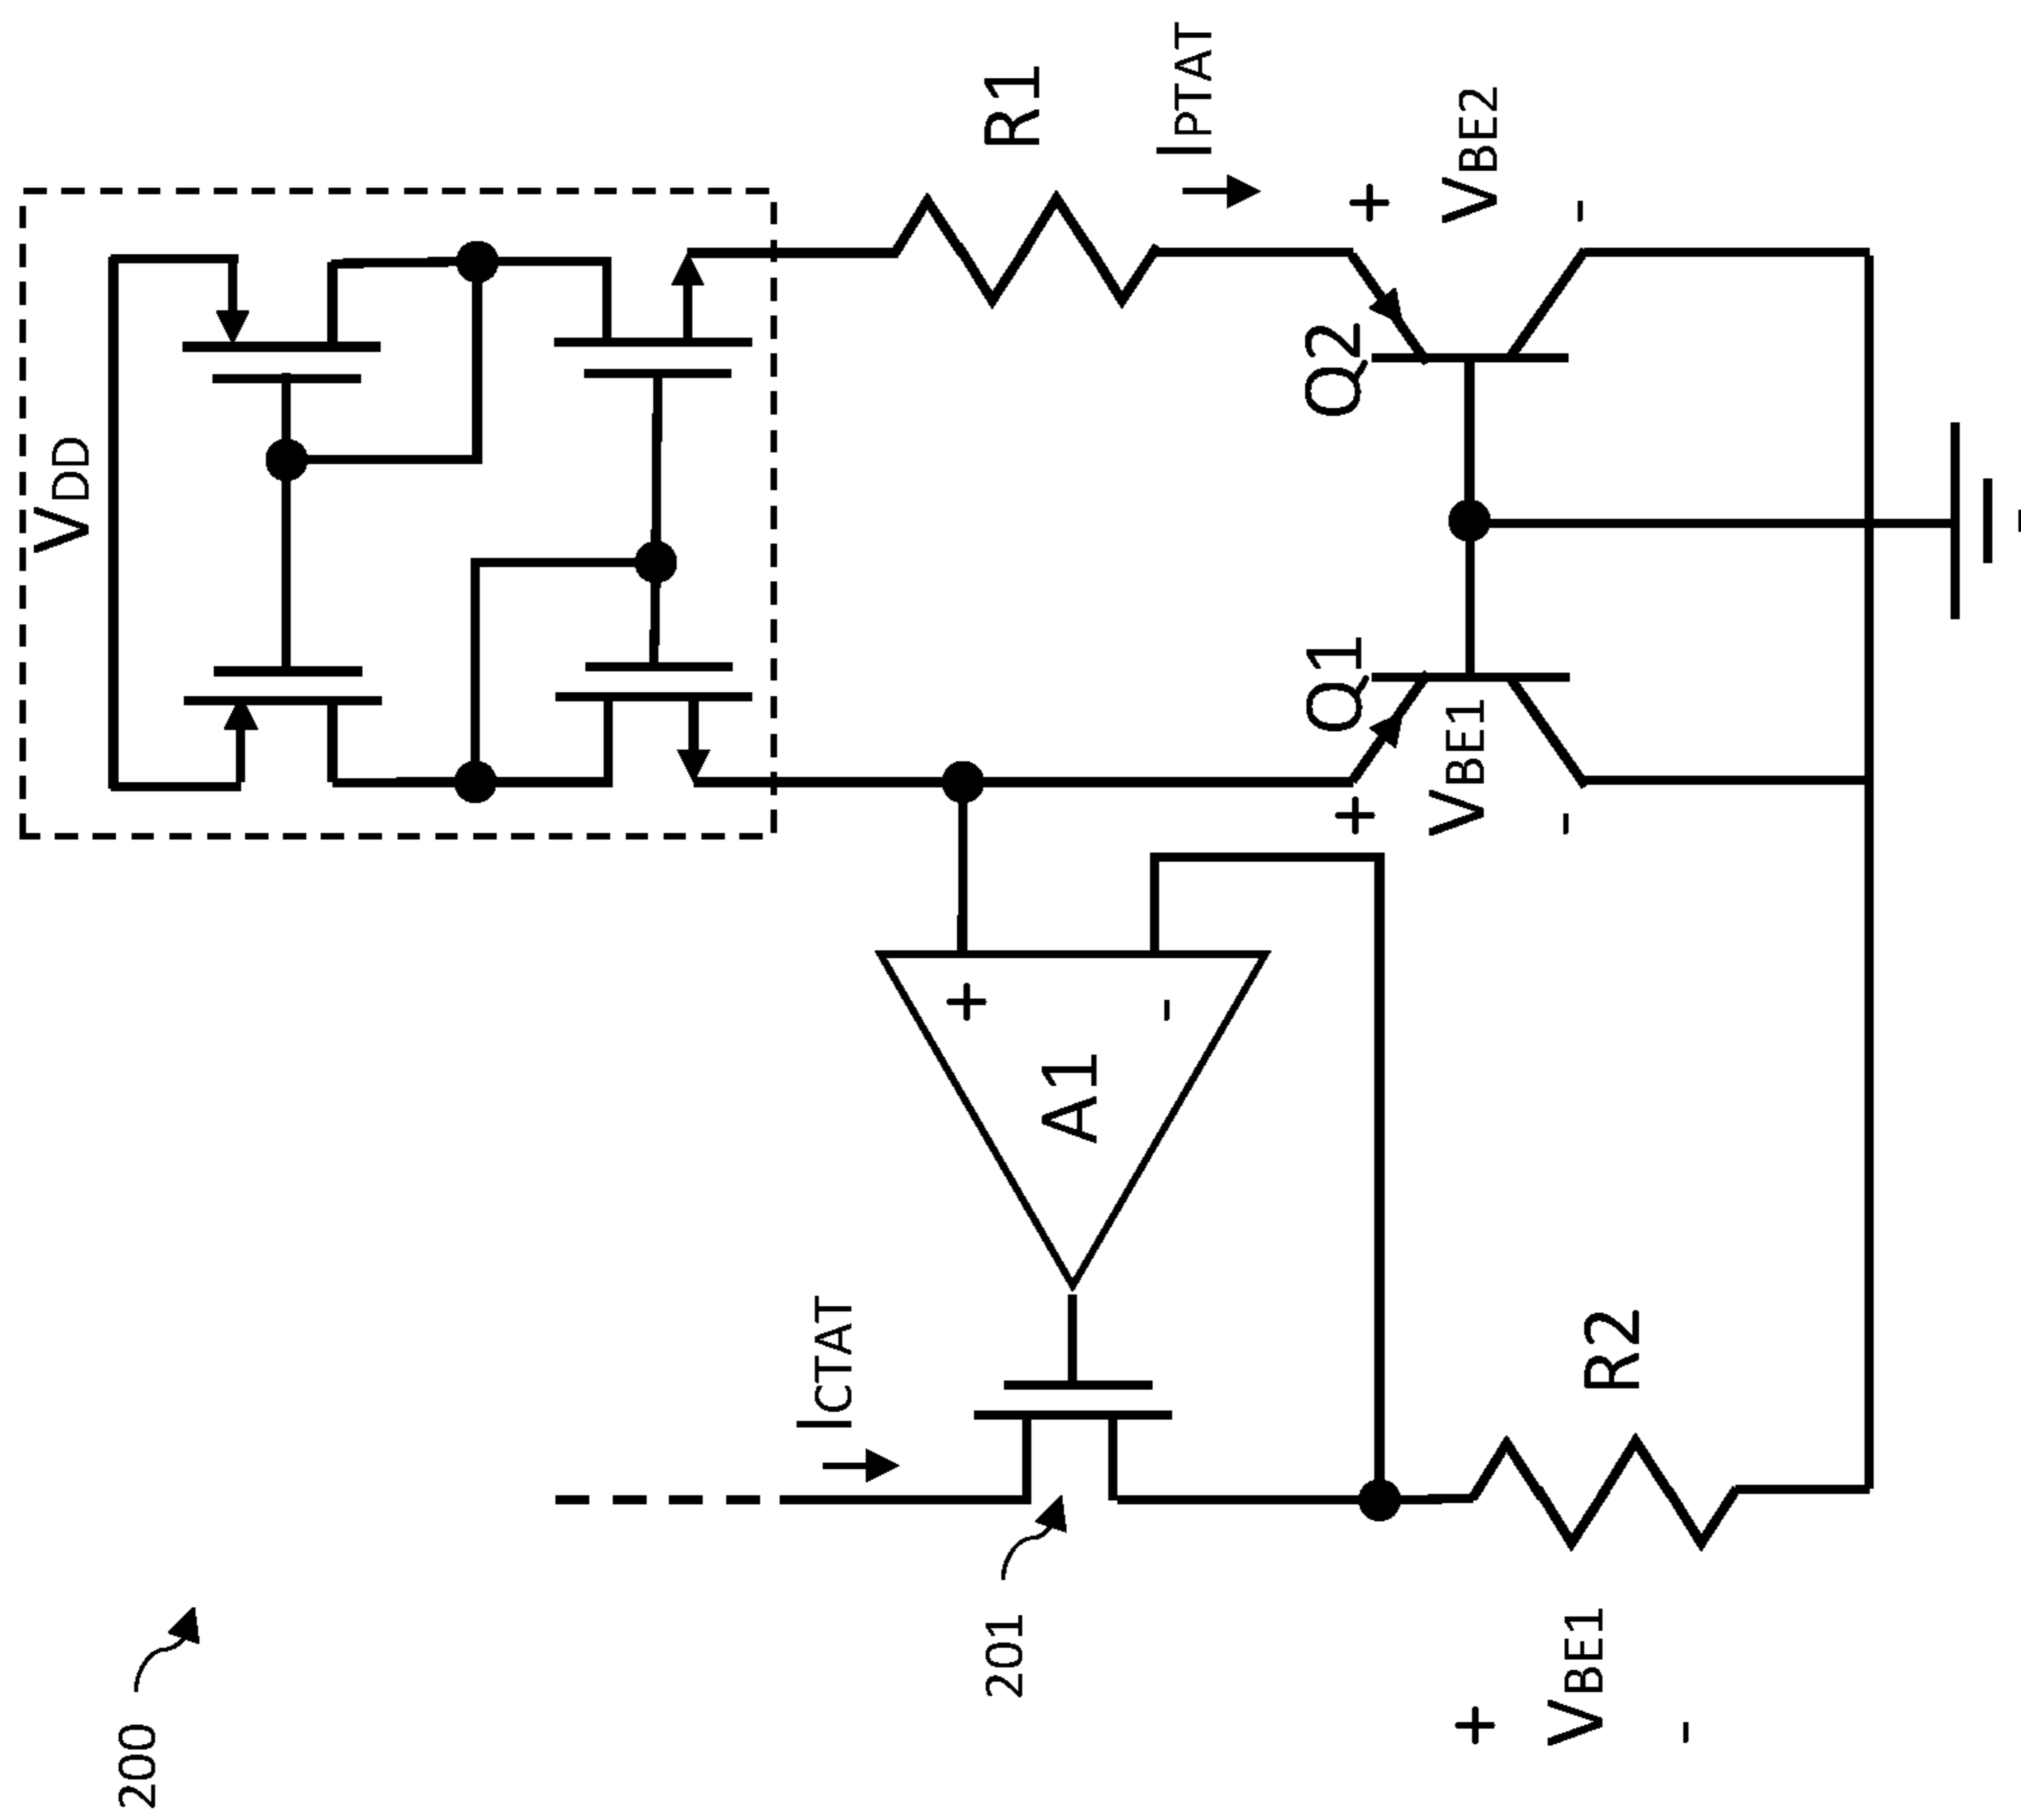 VDD
R1
IPTAT
+
VBE2
-
Q2
Q1
+
VBE1
-
+
-
A1
ICTAT
201
R2
+
VBE1
-
200